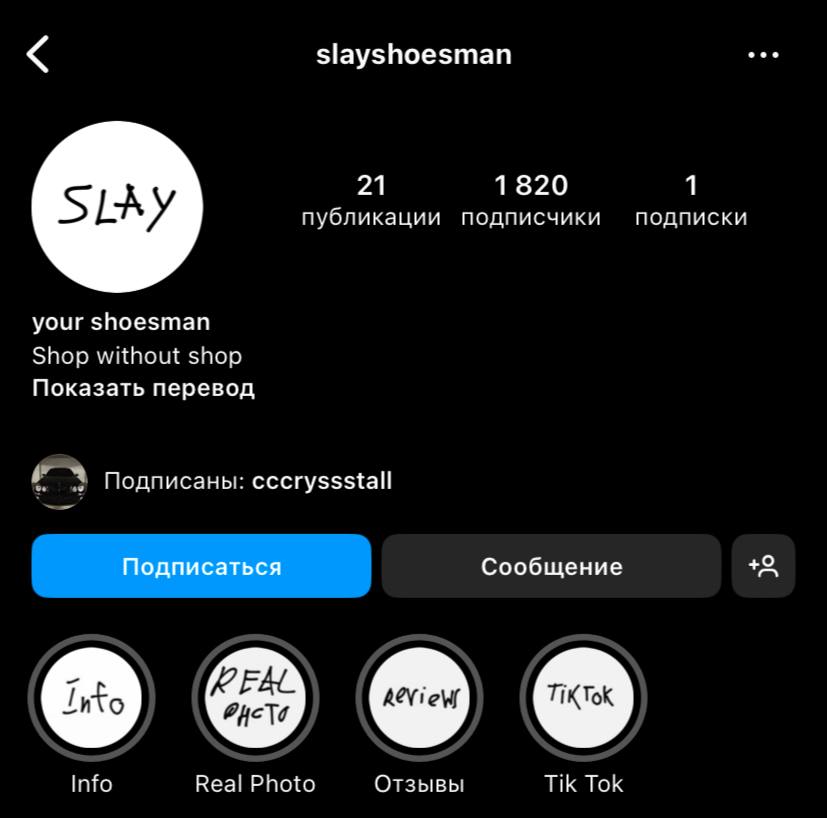 slayshoesman
SLAY
21 1 820 1
публикации подписчики подписки
your shoesman
Shop without shop
Показать перевод
Подписаны: cccryssstall
Подписаться Сообщение
Info REAL PHOTO Reviews TikTok
Info Real Photo Отзывы Tik Tok